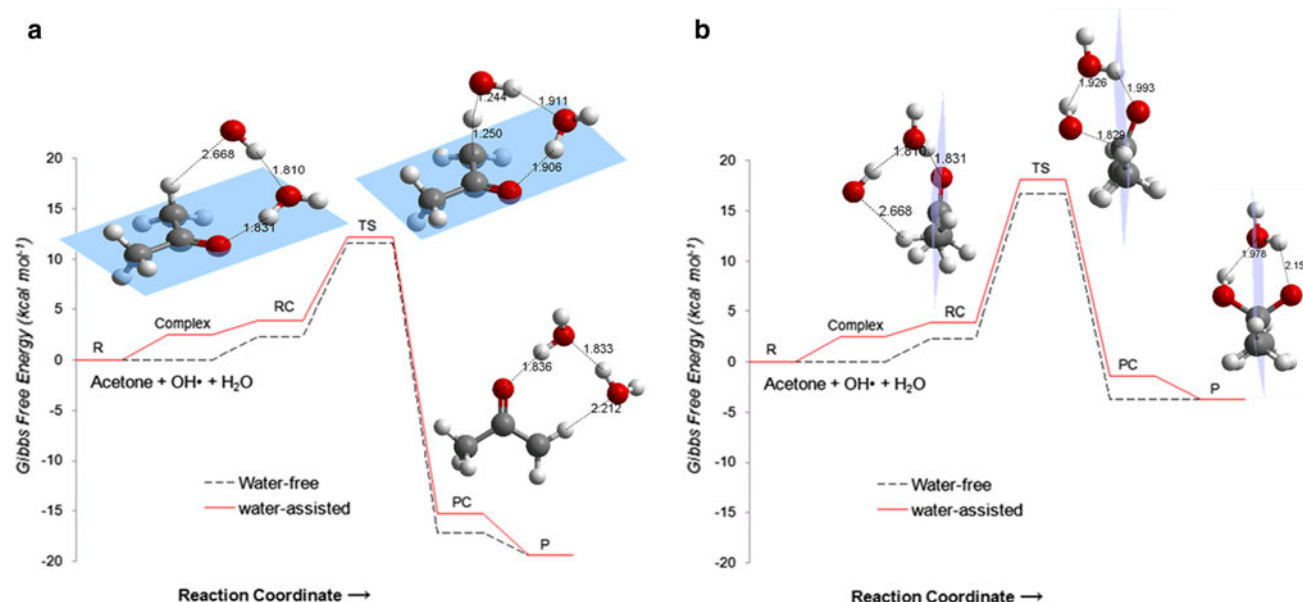 a
1.244
1.911
1.250
1.906
2.668
1.810
1.831
20
15
10
5
0
-5
-10
-15
-20
Gibbs Free Energy (kcal mol⁻¹)
R
Complex
RC
TS
Acetone + OH• + H₂O
1.836
1.833
2.212
PC
P
Water-free
water-assisted
Reaction Coordinate →
b
1.926
1.993
1.829
1.810
1.831
2.668
1.978
2.15
20
15
10
5
0
-5
-10
-15
-20
Gibbs Free Energy (kcal mol⁻¹)
R
Complex
RC
TS
Acetone + OH• + H₂O
PC
P
Water-free
water-assisted
Reaction Coordinate →